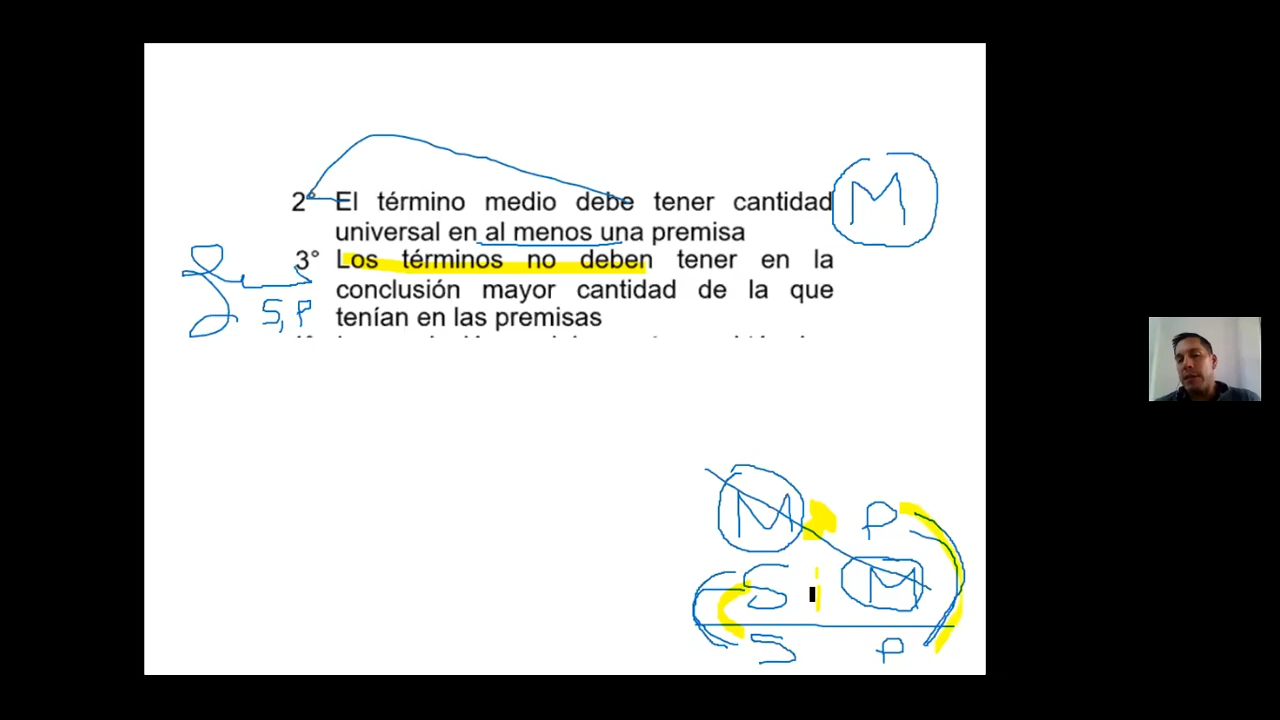 2° El término medio debe tener cantidad
universal en al menos una premisa
M
3° Los términos no deben tener en la
conclusión mayor cantidad de la que
tenían en las premisas
S, P
M P
S M
S P